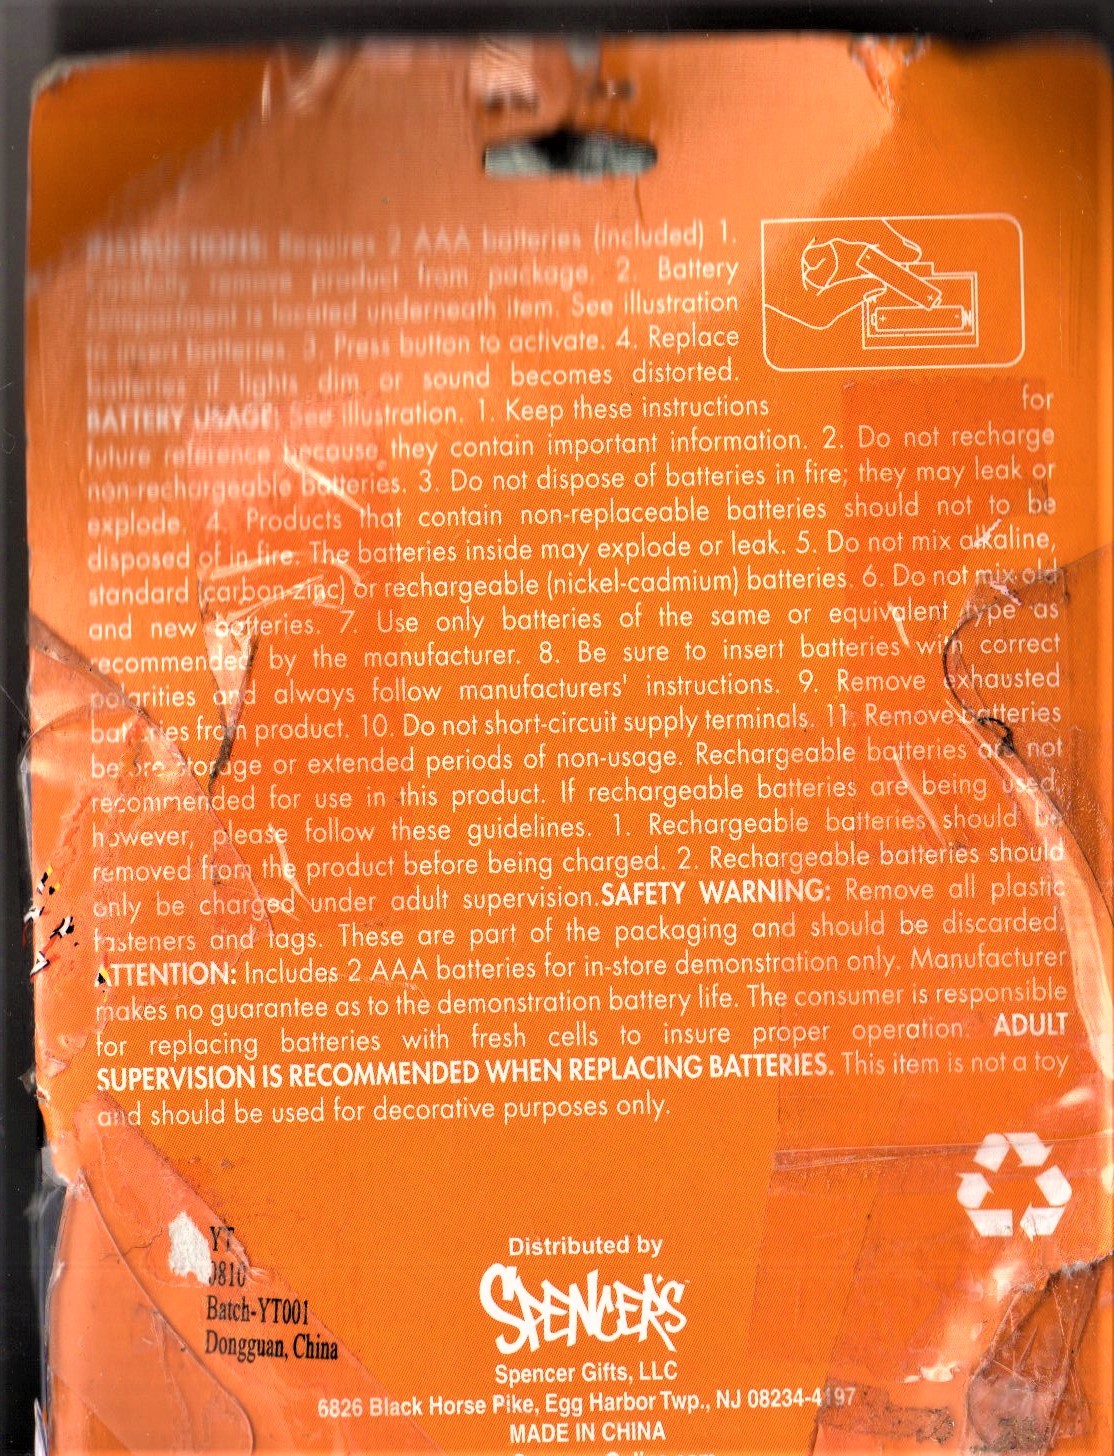 INSTRUCTIONS: Requires 2 AAA batteries (included) 1.
product from package. 2. Battery
is located underneath item. See illustration
to insert batteries. 3. Press button to activate. 4. Replace
batteries if lights dim or sound becomes distorted.
BATTERY USAGE: See illustration. 1. Keep these instructions for
future reference because they contain important information. 2. Do not recharge
non-rechargeable batteries. 3. Do not dispose of batteries in fire; they may leak or
explode. 4. Products that contain non-replaceable batteries should not to be
disposed of in fire. The batteries inside may explode or leak. 5. Do not mix alkaline,
standard (carbon-zinc) or rechargeable (nickel-cadmium) batteries. 6. Do not mix old
and new batteries. 7. Use only batteries of the same or equivalent type as
recommended by the manufacturer. 8. Be sure to insert batteries with correct
polarities and always follow manufacturers' instructions. 9. Remove exhausted
batteries from product. 10. Do not short-circuit supply terminals. 11. Remove batteries
before storage or extended periods of non-usage. Rechargeable batteries are not
recommended for use in this product. If rechargeable batteries are being used,
however, please follow these guidelines. 1. Rechargeable batteries should be
removed from the product before being charged. 2. Rechargeable batteries should
only be charged under adult supervision.SAFETY WARNING: Remove all plastic
fasteners and tags. These are part of the packaging and should be discarded.
ATTENTION: Includes 2 AAA batteries for in-store demonstration only. Manufacturer
makes no guarantee as to the demonstration battery life. The consumer is responsible
for replacing batteries with fresh cells to insure proper operation. ADULT
SUPERVISION IS RECOMMENDED WHEN REPLACING BATTERIES. This item is not a toy
and should be used for decorative purposes only.
YT
0810
Batch-YT001
Dongguan, China
Distributed by
SPENCER'S
Spencer Gifts, LLC
6826 Black Horse Pike, Egg Harbor Twp., NJ 08234-4197
MADE IN CHINA